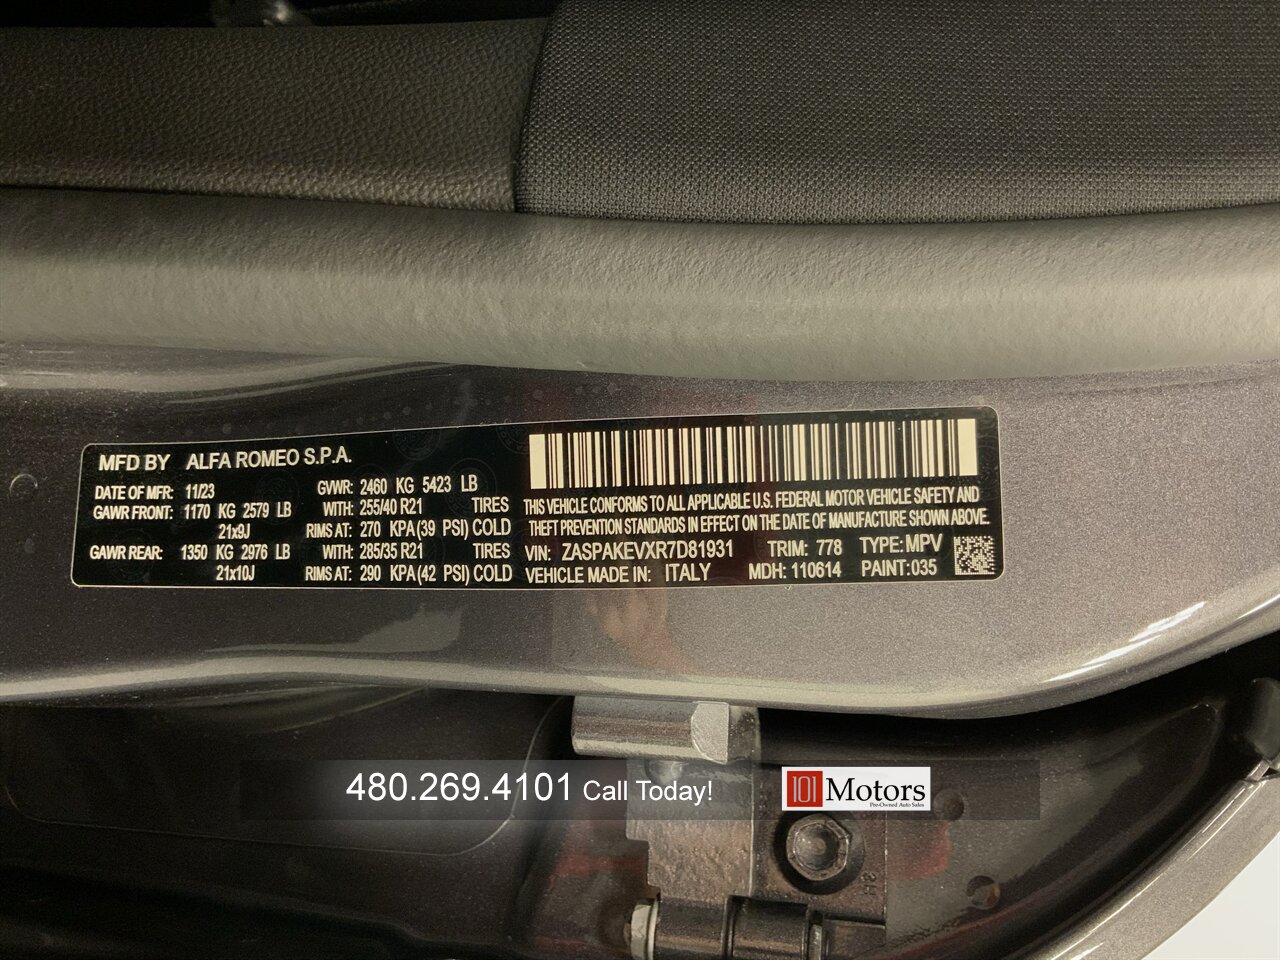 MFD BY ALFA ROMEO S.P.A.
DATE OF MFR: 11/23 GVWR: 2460 KG 5423 LB
GAWR FRONT: 1170 KG 2579 LB WITH: 255/40 R21 TIRES
21x9J RIMS AT: 270 KPA(39 PSI) COLD
GAWR REAR: 1350 KG 2976 LB WITH: 285/35 R21 TIRES
21x10J RIMS AT: 290 KPA(42 PSI) COLD
THIS VEHICLE CONFORMS TO ALL APPLICABLE U.S. FEDERAL MOTOR VEHICLE SAFETY AND
THEFT PREVENTION STANDARDS IN EFFECT ON THE DATE OF MANUFACTURE SHOWN ABOVE.
VIN: ZASPAKEVXR7D81931 TRIM: 778 TYPE: MPV
VEHICLE MADE IN: ITALY MDH: 110614 PAINT: 035
480.269.4101 Call Today!
101 Motors
Pre-Owned Auto Sales